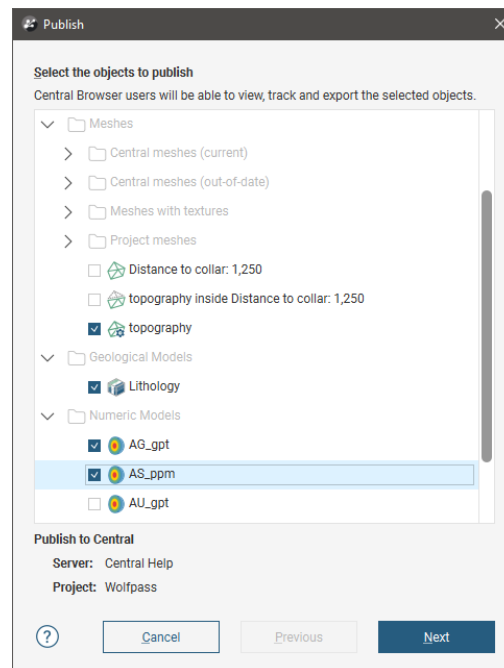 Publish
Select the objects to publish
Central Browser users will be able to view, track and export the selected objects.
Meshes
Central meshes (current)
Central meshes (out-of-date)
Meshes with textures
Project meshes
Distance to collar: 1,250
topography inside Distance to collar: 1,250
topography
Geological Models
Lithology
Numeric Models
AG_gpt
AS_ppm
AU_gpt
Publish to Central
Server: Central Help
Project: Wolfpass
? Cancel Previous Next